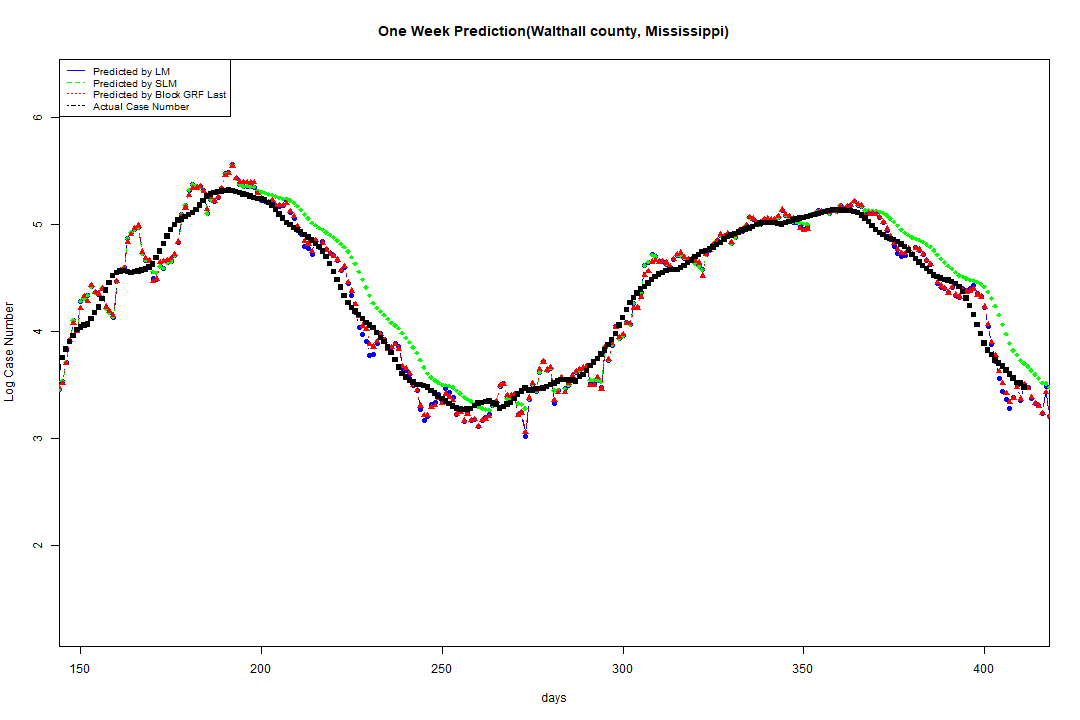 One Week Prediction(Walthall county, Mississippi)
Predicted by LM
Predicted by SLM
Predicted by Block GRF Last
Actual Case Number
6
5
4
3
2
Log Case Number
150 200 250 300 350 400
days